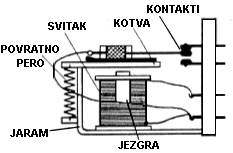 KONTAKTI
KOTVA
SVITAK
POVRATNO
PERO
JARAM
JEZGRA